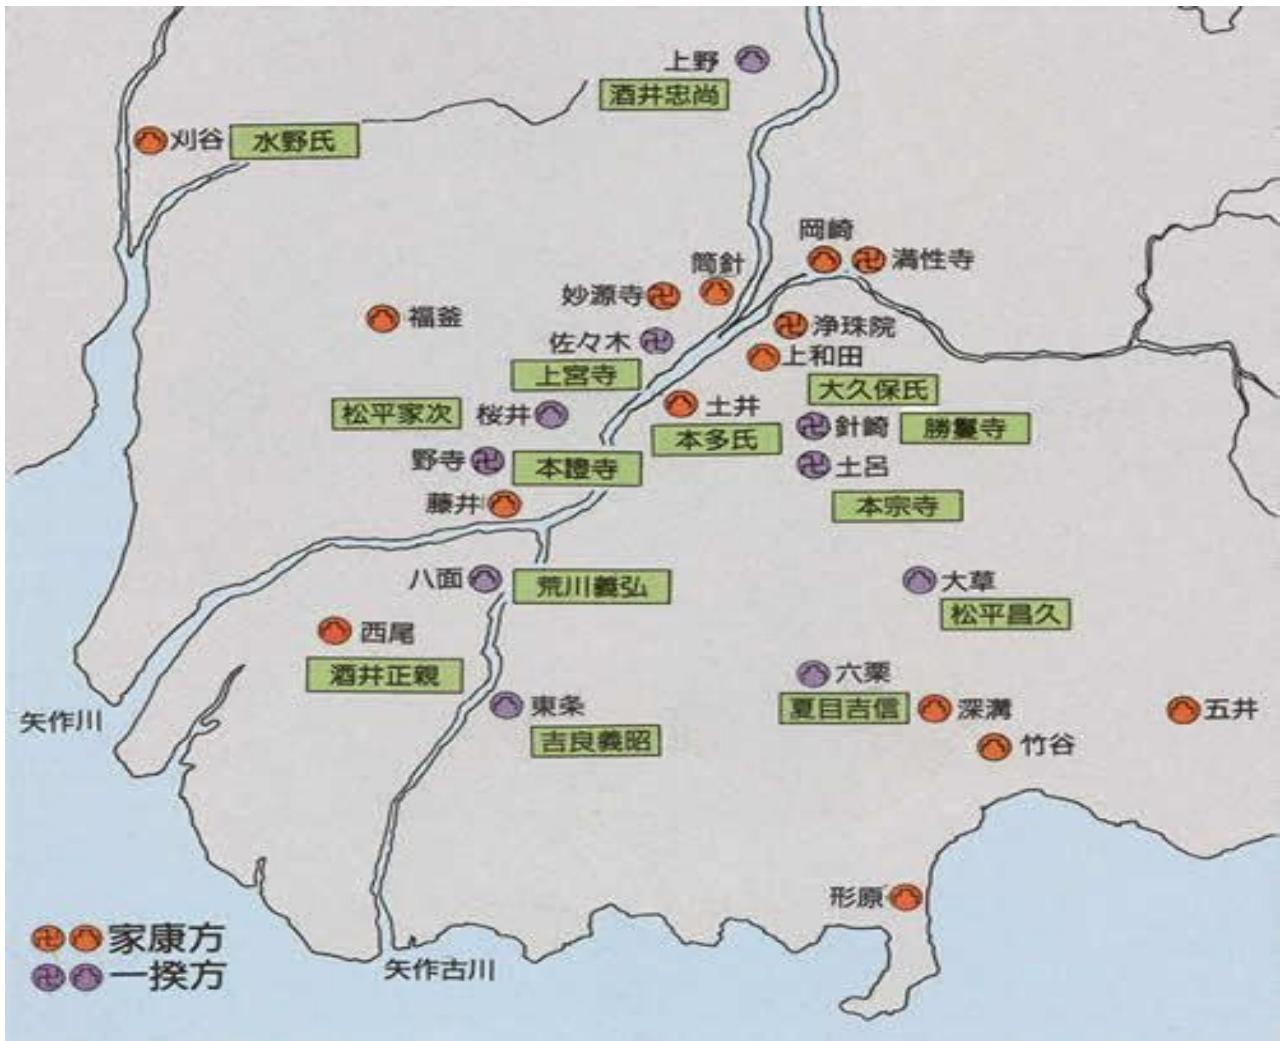 上野
酒井忠尚
刈谷
水野氏
岡崎
満性寺
筒針
妙源寺
福釜
浄珠院
佐々木
上宮寺
上和田
大久保氏
松平家次
桜井
土井
本多氏
針崎
勝鬘寺
野寺
本證寺
土呂
本宗寺
藤井
八面
荒川義弘
大草
松平昌久
西尾
酒井正親
六栗
夏目吉信
深溝
五井
東条
吉良義昭
竹谷
矢作川
形原
家康方
一揆方
矢作古川